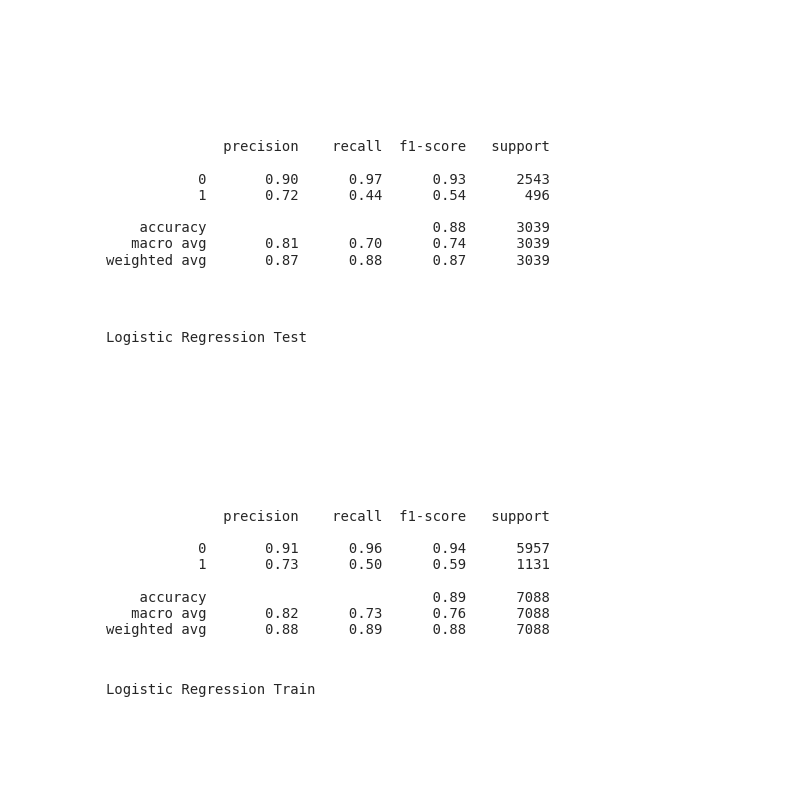 precision recall f1-score support
0 0.90 0.97 0.93 2543
1 0.72 0.44 0.54 496
accuracy 0.88 3039
macro avg 0.81 0.70 0.74 3039
weighted avg 0.87 0.88 0.87 3039
Logistic Regression Test
precision recall f1-score support
0 0.91 0.96 0.94 5957
1 0.73 0.50 0.59 1131
accuracy 0.89 7088
macro avg 0.82 0.73 0.76 7088
weighted avg 0.88 0.89 0.88 7088
Logistic Regression Train